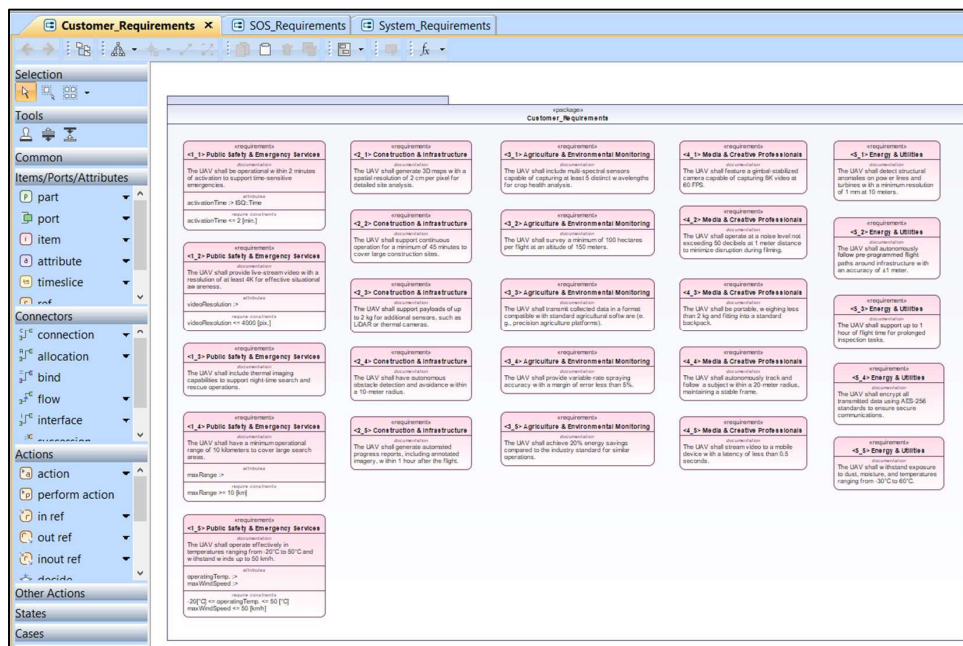 Customer_Requirements
SOS_Requirements
System_Requirements
fx
Selection
Tools
Common
Items/Ports/Attributes
part
port
item
attribute
timeslice
ref
Connectors
connection
allocation
bind
flow
interface
succession
Actions
action
perform action
in ref
out ref
inout ref
decide
Other Actions
States
Cases
«package»
Customer_Requirements
«requirement»
<1_1> Public Safety & Emergency Services
documentation
The UAV shall be operational within 2 minutes
of activation to support time-sensitive
emergencies.
attributes
activationTime :> ISQ::Time
require constraints
activationTime <= 2 [min.]
«requirement»
<1_2> Public Safety & Emergency Services
documentation
The UAV shall provide live-stream video with a
resolution of at least 4K for effective situational
awareness.
attributes
videoResolution :>
require constraints
videoResolution <= 4000 [pix.]
«requirement»
<1_3> Public Safety & Emergency Services
documentation
The UAV shall include thermal imaging
capabilities to support night-time search and
rescue operations.
«requirement»
<1_4> Public Safety & Emergency Services
documentation
The UAV shall have a minimum operational
range of 10 kilometers to cover large search
areas.
attributes
maxRange :>
require constraints
maxRange >= 10 [km]
«requirement»
<1_5> Public Safety & Emergency Services
documentation
The UAV shall operate effectively in
temperatures ranging from -20°C to 50°C and
withstand winds up to 50 km/h.
attributes
operatingTemp. :>
maxWindSpeed :>
require constraints
-20[°C] <= operatingTemp. <= 50 [°C]
maxWindSpeed <= 50 [km/h]
«requirement»
<2_1> Construction & Infrastructure
documentation
The UAV shall generate 3D maps with a
spatial resolution of 2 cm per pixel for
detailed site analysis.
«requirement»
<2_2> Construction & Infrastructure
documentation
The UAV shall support continuous
operation for a minimum of 45 minutes to
cover large construction sites.
«requirement»
<2_3> Construction & Infrastructure
documentation
The UAV shall support payloads of up
to 2 kg for additional sensors, such as
LiDAR or thermal cameras.
«requirement»
<2_4> Construction & Infrastructure
documentation
The UAV shall have autonomous
obstacle detection and avoidance within
a 10-meter radius.
«requirement»
<2_5> Construction & Infrastructure
documentation
The UAV shall generate automated
progress reports, including annotated
imagery, within 1 hour after the flight.
«requirement»
<3_1> Agriculture & Environmental Monitoring
documentation
The UAV shall include multi-spectral sensors
capable of capturing at least 5 distinct wavelengths
for crop health analysis.
«requirement»
<3_2> Agriculture & Environmental Monitoring
documentation
The UAV shall survey a minimum of 100 hectares
per flight at an altitude of 150 meters.
«requirement»
<3_3> Agriculture & Environmental Monitoring
documentation
The UAV shall transmit collected data in a format
compatible with standard agricultural software (e.
g., precision agriculture platforms).
«requirement»
<3_4> Agriculture & Environmental Monitoring
documentation
The UAV shall provide variable-rate spraying
accuracy with a margin of error less than 5%.
«requirement»
<3_5> Agriculture & Environmental Monitoring
documentation
The UAV shall achieve 20% energy savings
compared to the industry standard for similar
operations.
«requirement»
<4_1> Media & Creative Professionals
documentation
The UAV shall feature a gimbal-stabilized
camera capable of capturing 8K video at
60 FPS.
«requirement»
<4_2> Media & Creative Professionals
documentation
The UAV shall operate at a noise level not
exceeding 50 decibels at 1 meter distance
to minimize disruption during filming.
«requirement»
<4_3> Media & Creative Professionals
documentation
The UAV shall be portable, weighing less
than 2 kg and fitting into a standard
backpack.
«requirement»
<4_4> Media & Creative Professionals
documentation
The UAV shall autonomously track and
follow a subject within a 20-meter radius,
maintaining a stable frame.
«requirement»
<4_5> Media & Creative Professionals
documentation
The UAV shall stream video to a mobile
device with a latency of less than 0.5
seconds.
«requirement»
<5_1> Energy & Utilities
documentation
The UAV shall detect structural
anomalies on power lines and
turbines with a minimum resolution
of 1 mm at 10 meters.
«requirement»
<5_2> Energy & Utilities
documentation
The UAV shall autonomously
follow pre-programmed flight
paths around infrastructure with
an accuracy of ±1 meter.
«requirement»
<5_3> Energy & Utilities
documentation
The UAV shall support up to 1
hour of flight time for prolonged
inspection tasks.
«requirement»
<5_4> Energy & Utilities
documentation
The UAV shall encrypt all
transmitted data using AES-256
standards to ensure secure
communications.
«requirement»
<5_5> Energy & Utilities
documentation
The UAV shall withstand exposure
to dust, moisture, and temperatures
ranging from -30°C to 60°C.